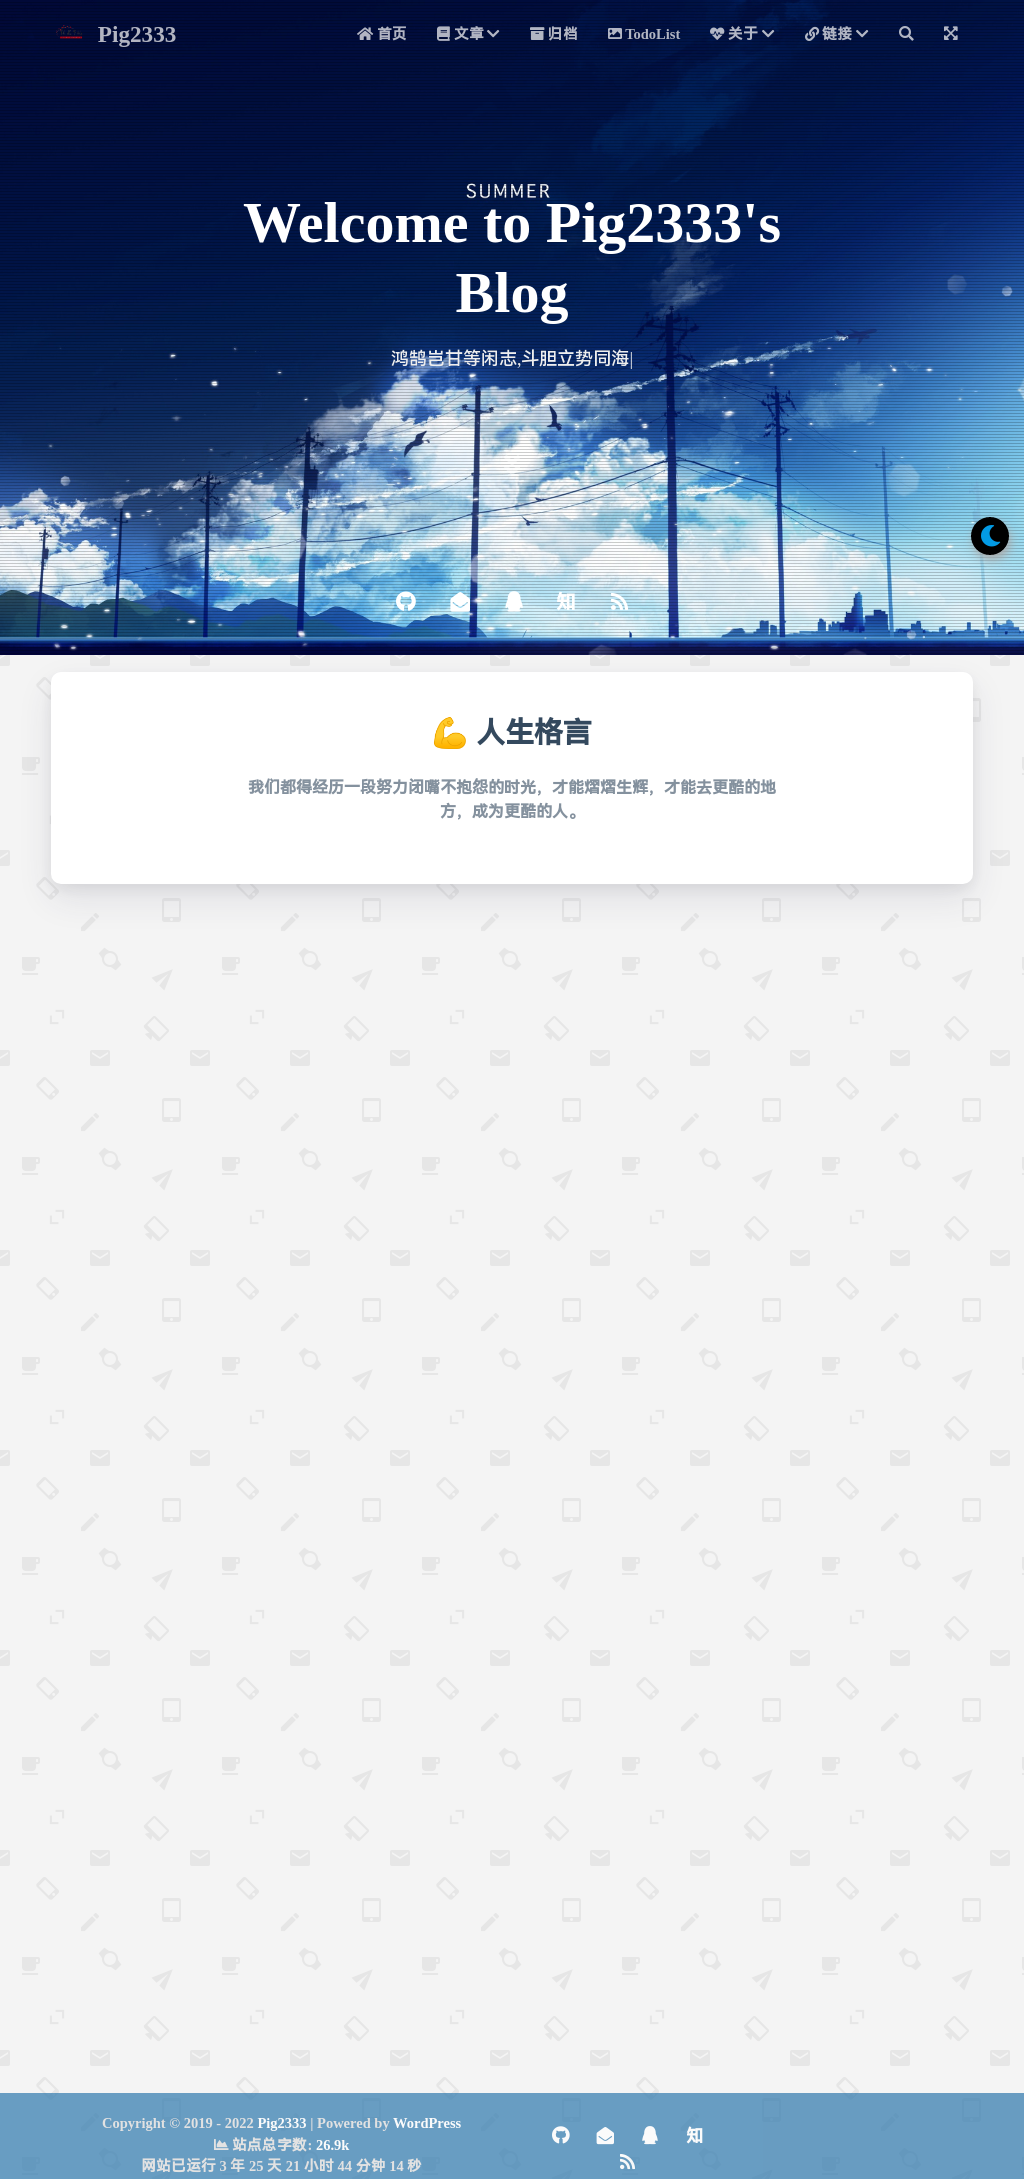 Pig2333
首页 文章 归档 TodoList 关于 链接
SUMMER
Welcome to Pig2333's
Blog
鸿鹄岂甘等闲志,斗胆立势同海|
知
💪 人生格言
我们都得经历一段努力闭嘴不抱怨的时光，才能熠熠生辉，才能去更酷的地
方，成为更酷的人。
Copyright © 2019 - 2022 Pig2333 | Powered by WordPress
站点总字数: 26.9k
网站已运行 3 年 25 天 21 小时 44 分钟 14 秒
知